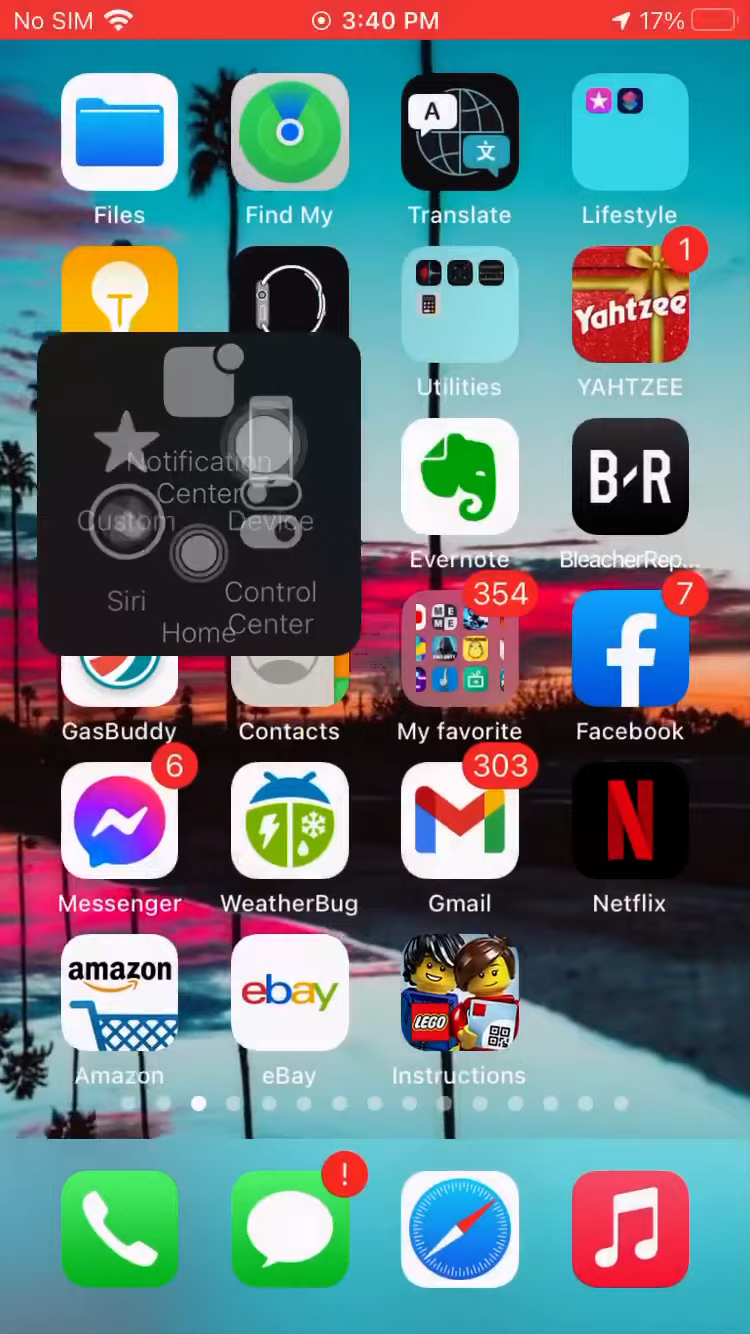 No SIM 3:40 PM 17%
A
文
Files Find My Translate Lifestyle
1
Yahtzee
Utilities YAHTZEE
B/R
Notification
Center
Custom Device
Evernote BleacherRep...
Siri Control
Center
Home
354 7
GasBuddy Contacts My favorite Facebook
6 303
Messenger WeatherBug Gmail Netflix
amazon ebay LEGO
Amazon eBay Instructions
!